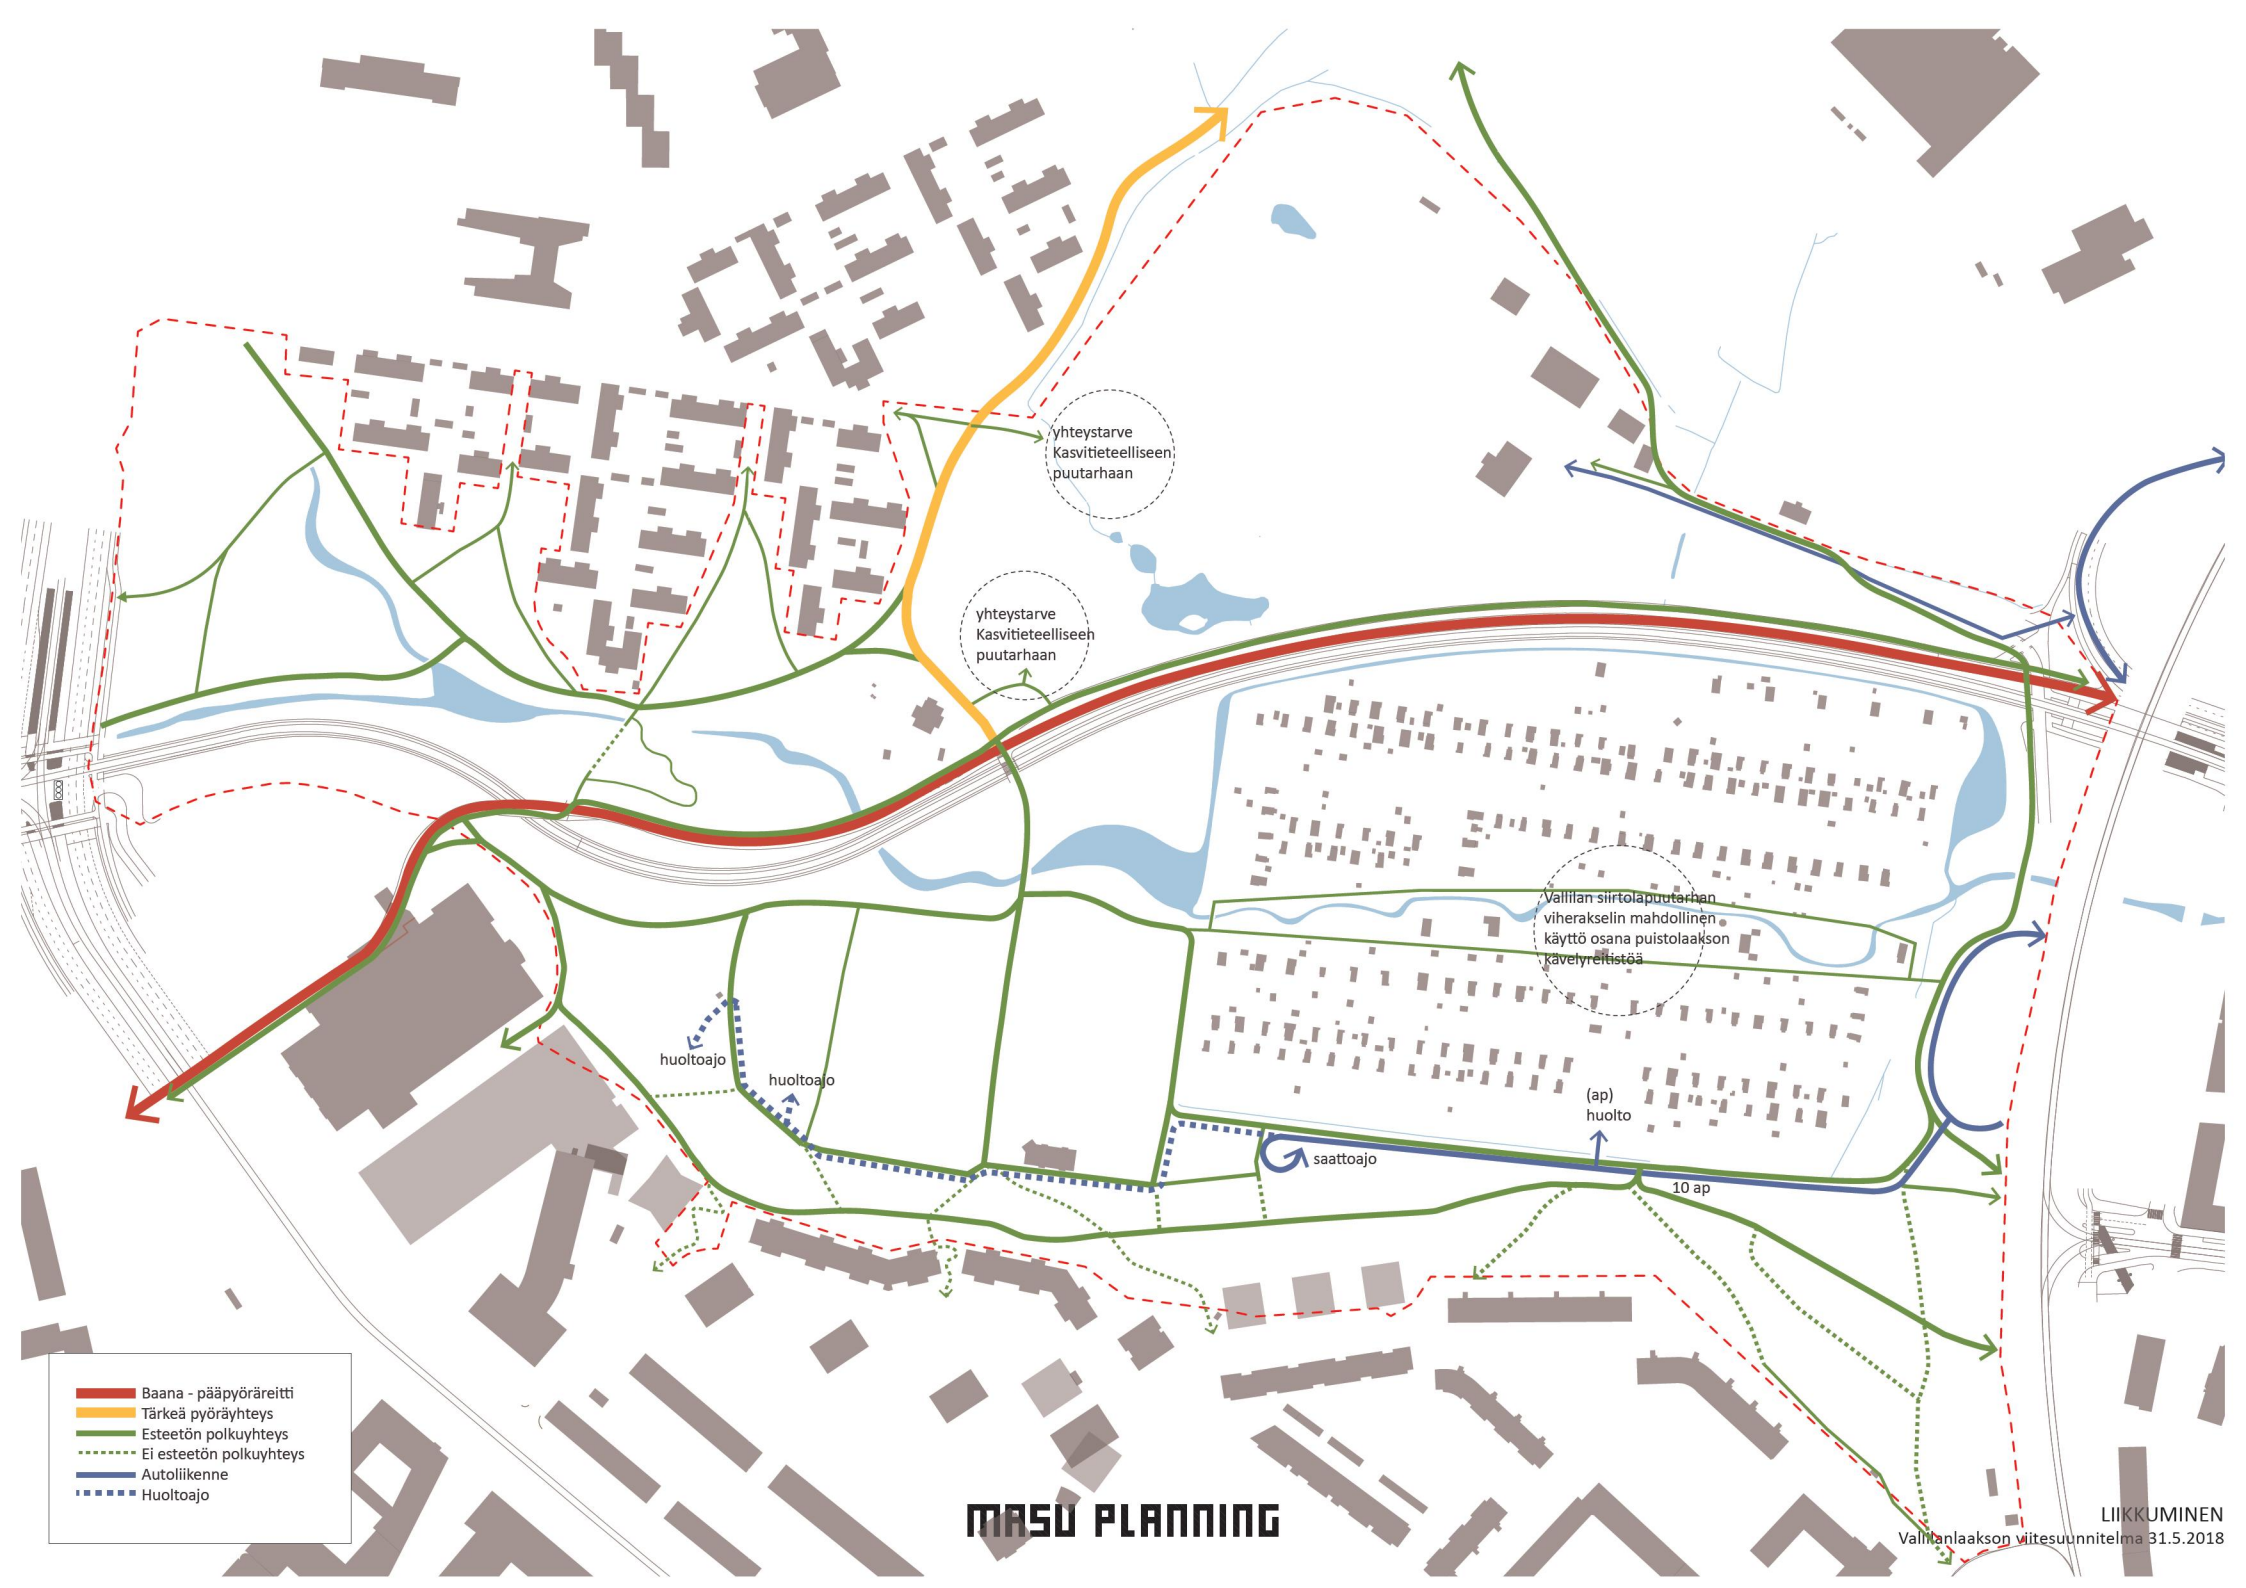 yhteystarve
Kasvitieteelliseen
puutarhaan
yhteystarve
Kasvitieteelliseen
puutarhaan
Vallilan siirtolapuutarhan
viherakselin mahdollinen
käyttö osana puistolaakson
kävelyreitistöä
huoltoajo
huoltoajo
(ap)
huolto
saattoajo
10 ap
Baana - pääpyöräreitti
Tärkeä pyöräyhteys
Esteetön polkuyhteys
Ei esteetön polkuyhteys
Autoliikenne
Huoltoajo
MASU PLANNING
LIIKKUMINEN
Vallilanlaakson viitesuunnitelma 31.5.2018